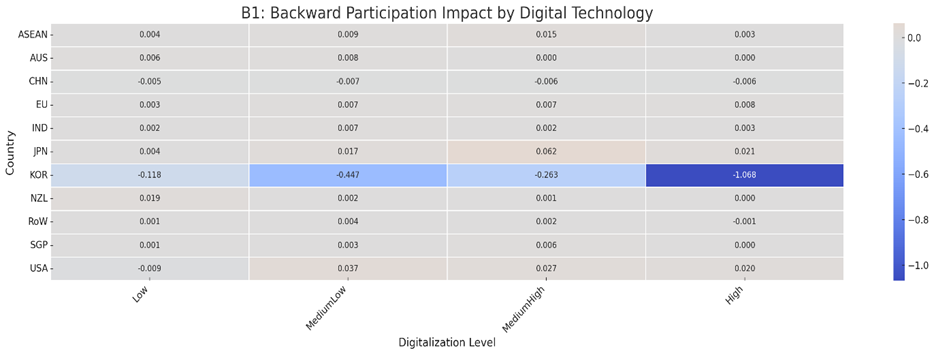 B1: Backward Participation Impact by Digital Technology
ASEAN 0.004 0.009 0.015 0.003
AUS 0.006 0.008 0.000 0.000
CHN -0.005 -0.007 -0.006 -0.006
EU 0.003 0.007 0.007 0.008
IND 0.002 0.007 0.002 0.003
JPN 0.004 0.017 0.062 0.021
KOR -0.118 -0.447 -0.263 -1.068
NZL 0.019 0.002 0.001 0.000
RoW 0.001 0.004 0.002 -0.001
SGP 0.001 0.003 0.006 0.000
USA -0.009 0.037 0.027 0.020
Country
Low MediumLow MediumHigh High
Digitalization Level
0.0
−0.2
−0.4
−0.6
−0.8
−1.0